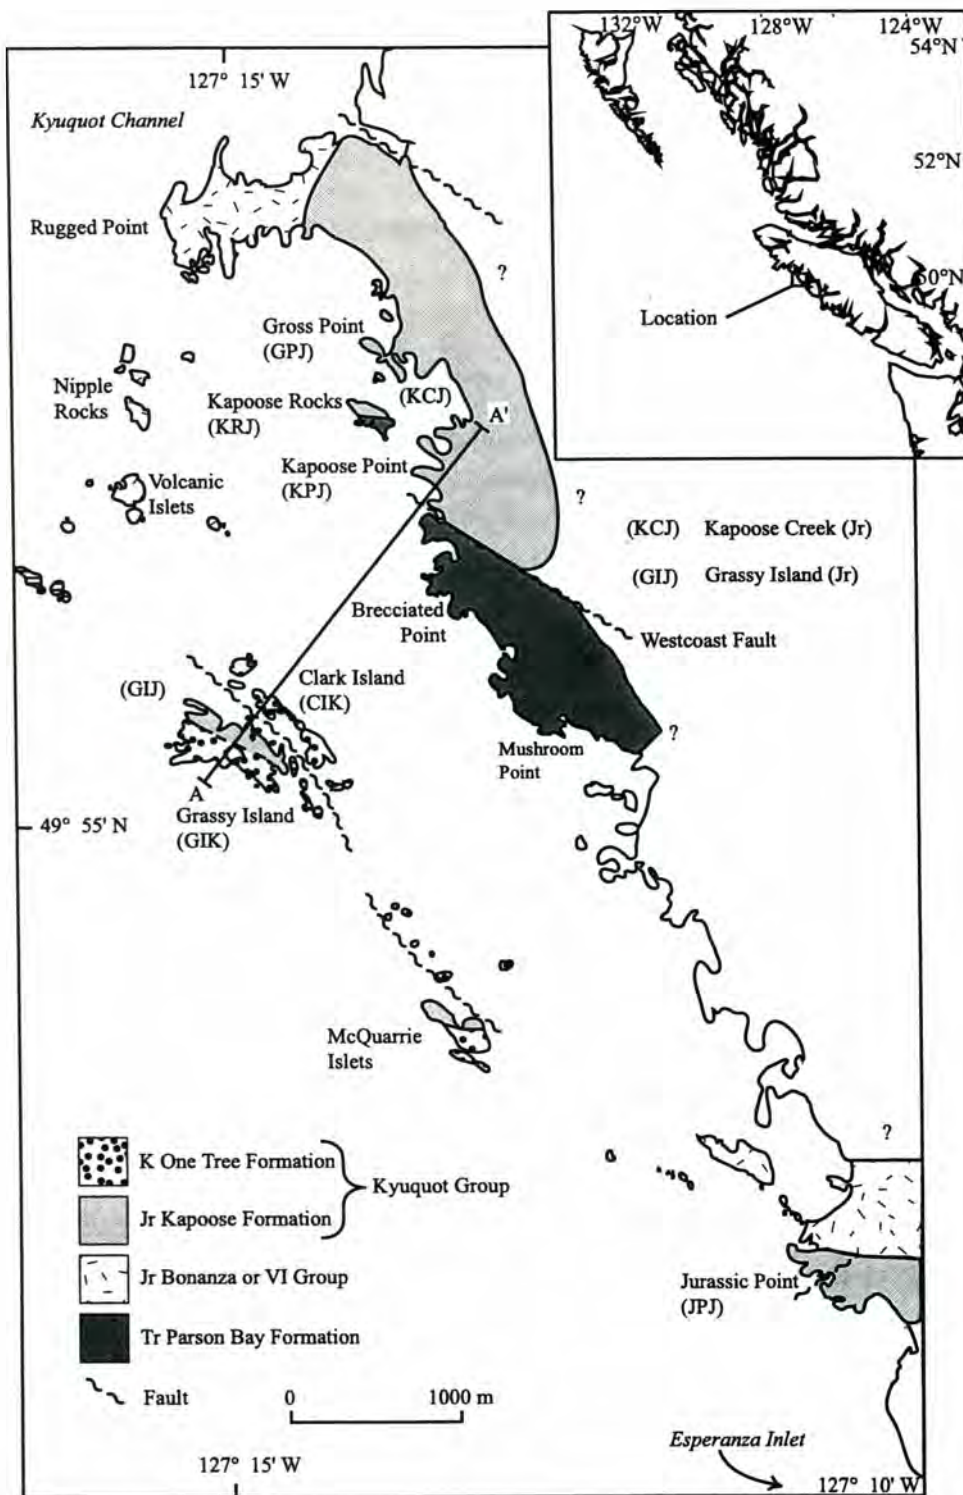 132°W
128°W
124°W
54°N
52°N
50°N
Location
127° 15' W
Kyuquot Channel
Rugged Point
?
Gross Point
(GPJ)
(KCJ)
Nipple
Rocks
Kapoose Rocks
(KRJ)
A'
Kapoose Point
(KPJ)
Volcanic
Islets
?
(KCJ) Kapoose Creek (Jr)
(GIJ) Grassy Island (Jr)
Brecciated
Point
Westcoast Fault
Clark Island
(CIK)
(GIJ)
?
Mushroom
Point
A
Grassy Island
(GIK)
49° 55' N
McQuarrie
Islets
?
K One Tree Formation
Kyuquot Group
Jr Kapoose Formation
Jr Bonanza or VI Group
Tr Parson Bay Formation
Fault
Jurassic Point
(JPJ)
0 1000 m
Esperanza Inlet
127° 15' W
127° 10' W